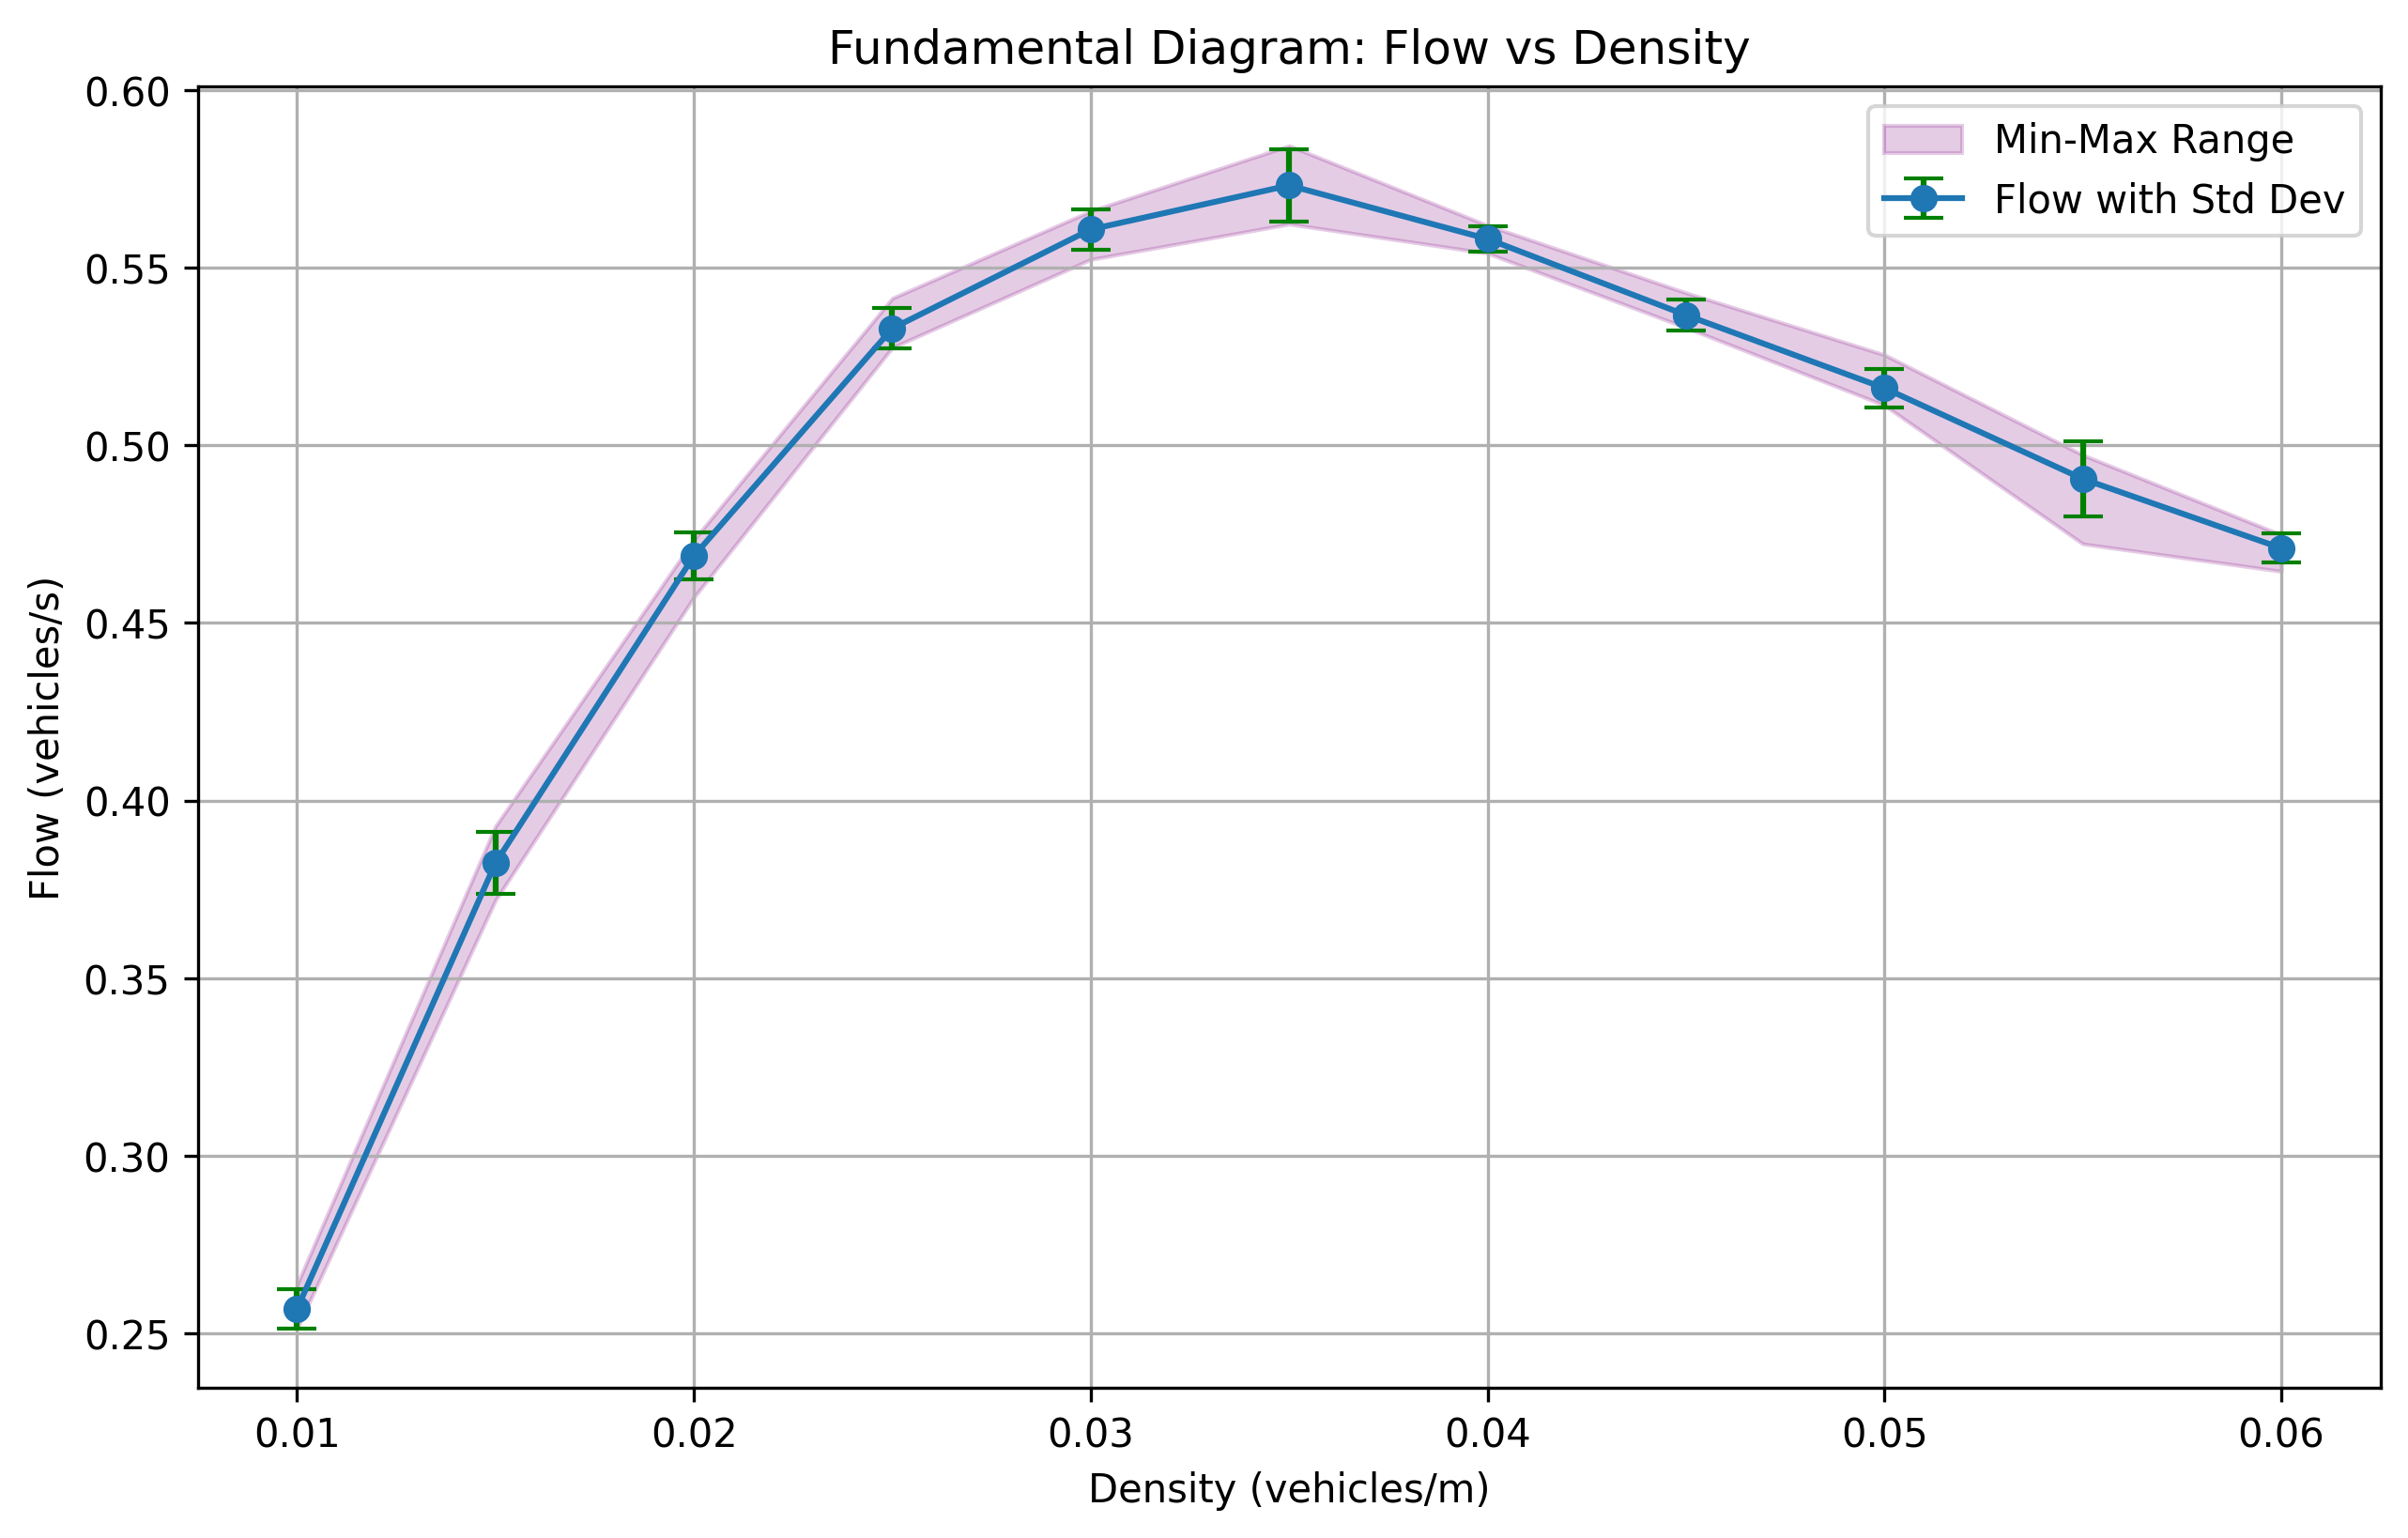 Fundamental Diagram: Flow vs Density
Min-Max Range
Flow with Std Dev
Flow (vehicles/s)
0.60
0.55
0.50
0.45
0.40
0.35
0.30
0.25
0.01 0.02 0.03 0.04 0.05 0.06
Density (vehicles/m)